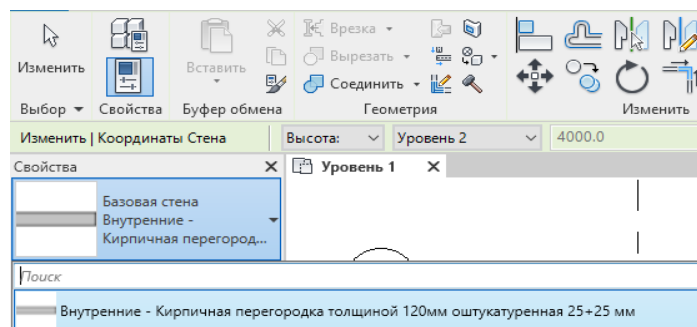 Изменить
Вставить
Врезка
Вырезать
Соединить
Выбор
Свойства
Буфер обмена
Геометрия
Изменить
Изменить | Координаты Стена
Высота:
Уровень 2
4000.0
Свойства
Уровень 1
Базовая стена
Внутренние -
Кирпичная перегород...
Поиск
Внутренние - Кирпичная перегородка толщиной 120мм оштукатуренная 25+25 мм